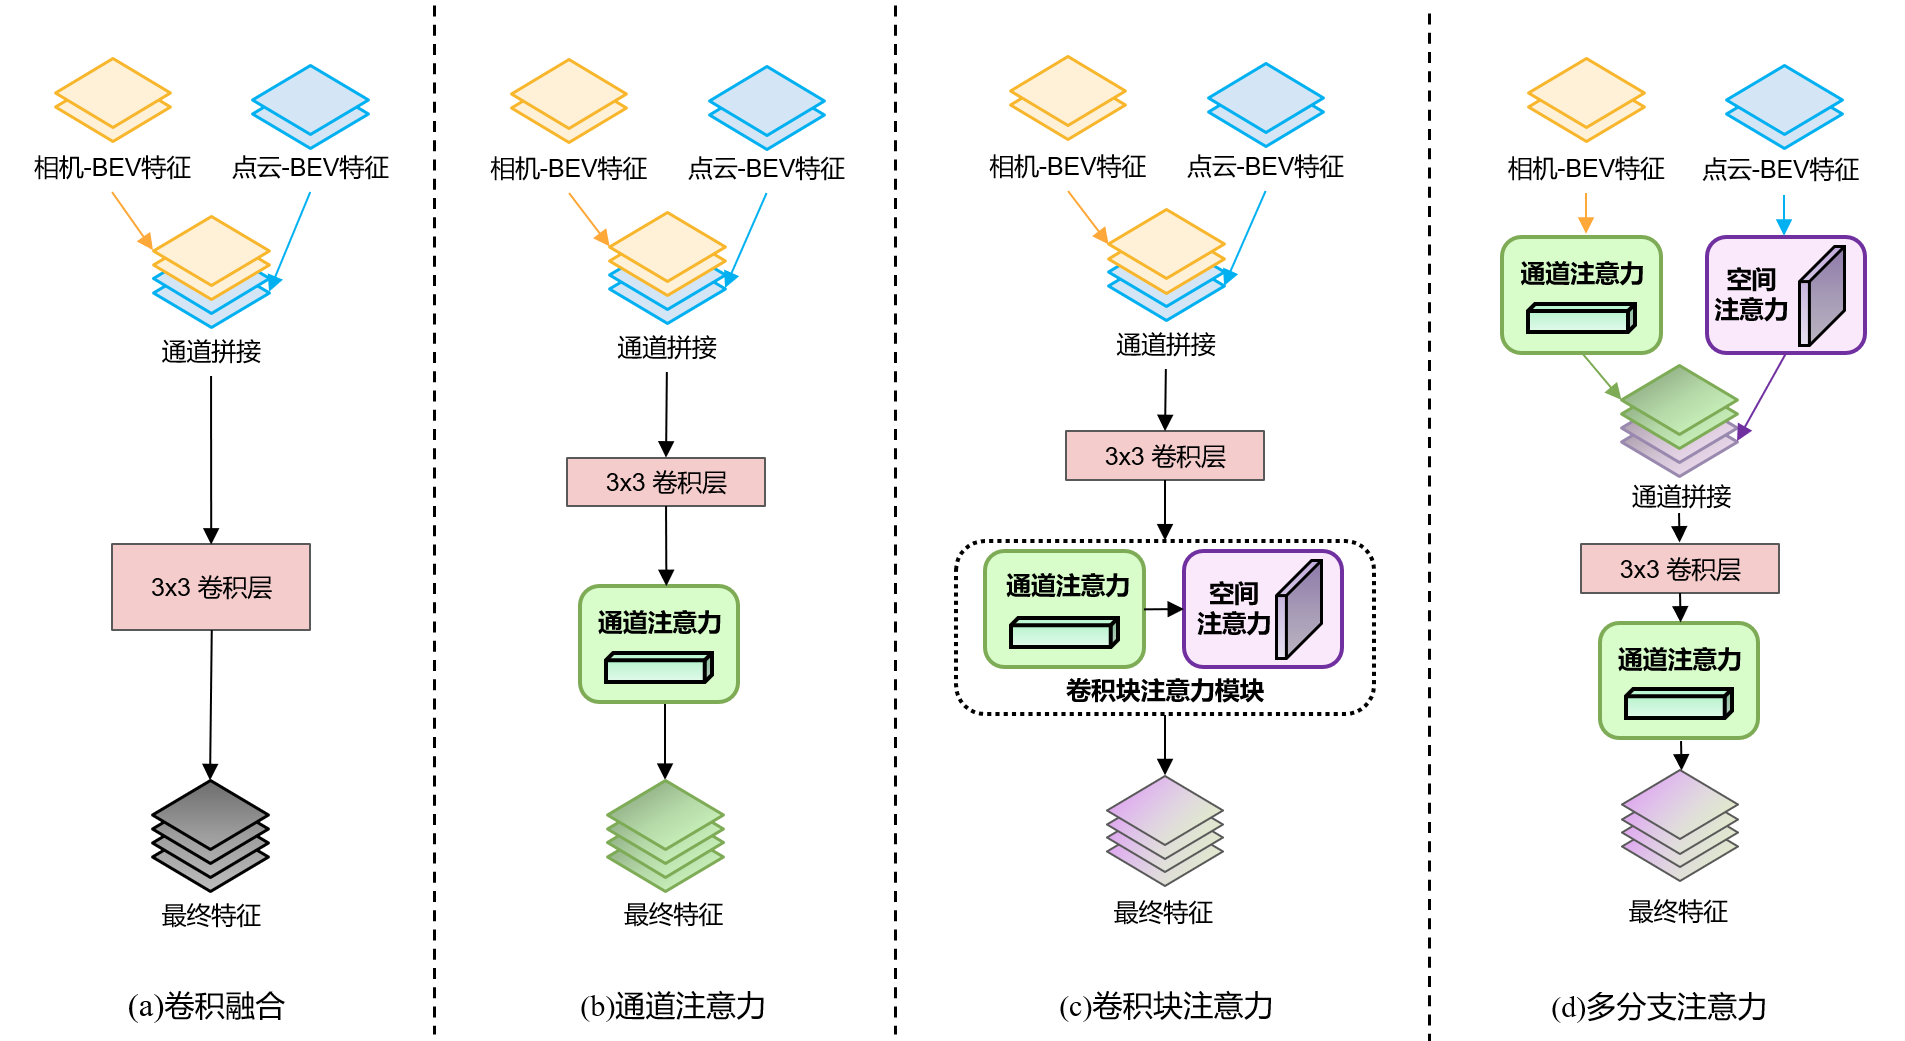 相机-BEV特征
点云-BEV特征
通道拼接
3x3 卷积层
最终特征
(a)卷积融合
相机-BEV特征
点云-BEV特征
通道拼接
3x3 卷积层
通道注意力
最终特征
(b)通道注意力
相机-BEV特征
点云-BEV特征
通道拼接
3x3 卷积层
通道注意力
空间
注意力
卷积块注意力模块
最终特征
(c)卷积块注意力
相机-BEV特征
点云-BEV特征
通道注意力
空间
注意力
通道拼接
3x3 卷积层
通道注意力
最终特征
(d)多分支注意力